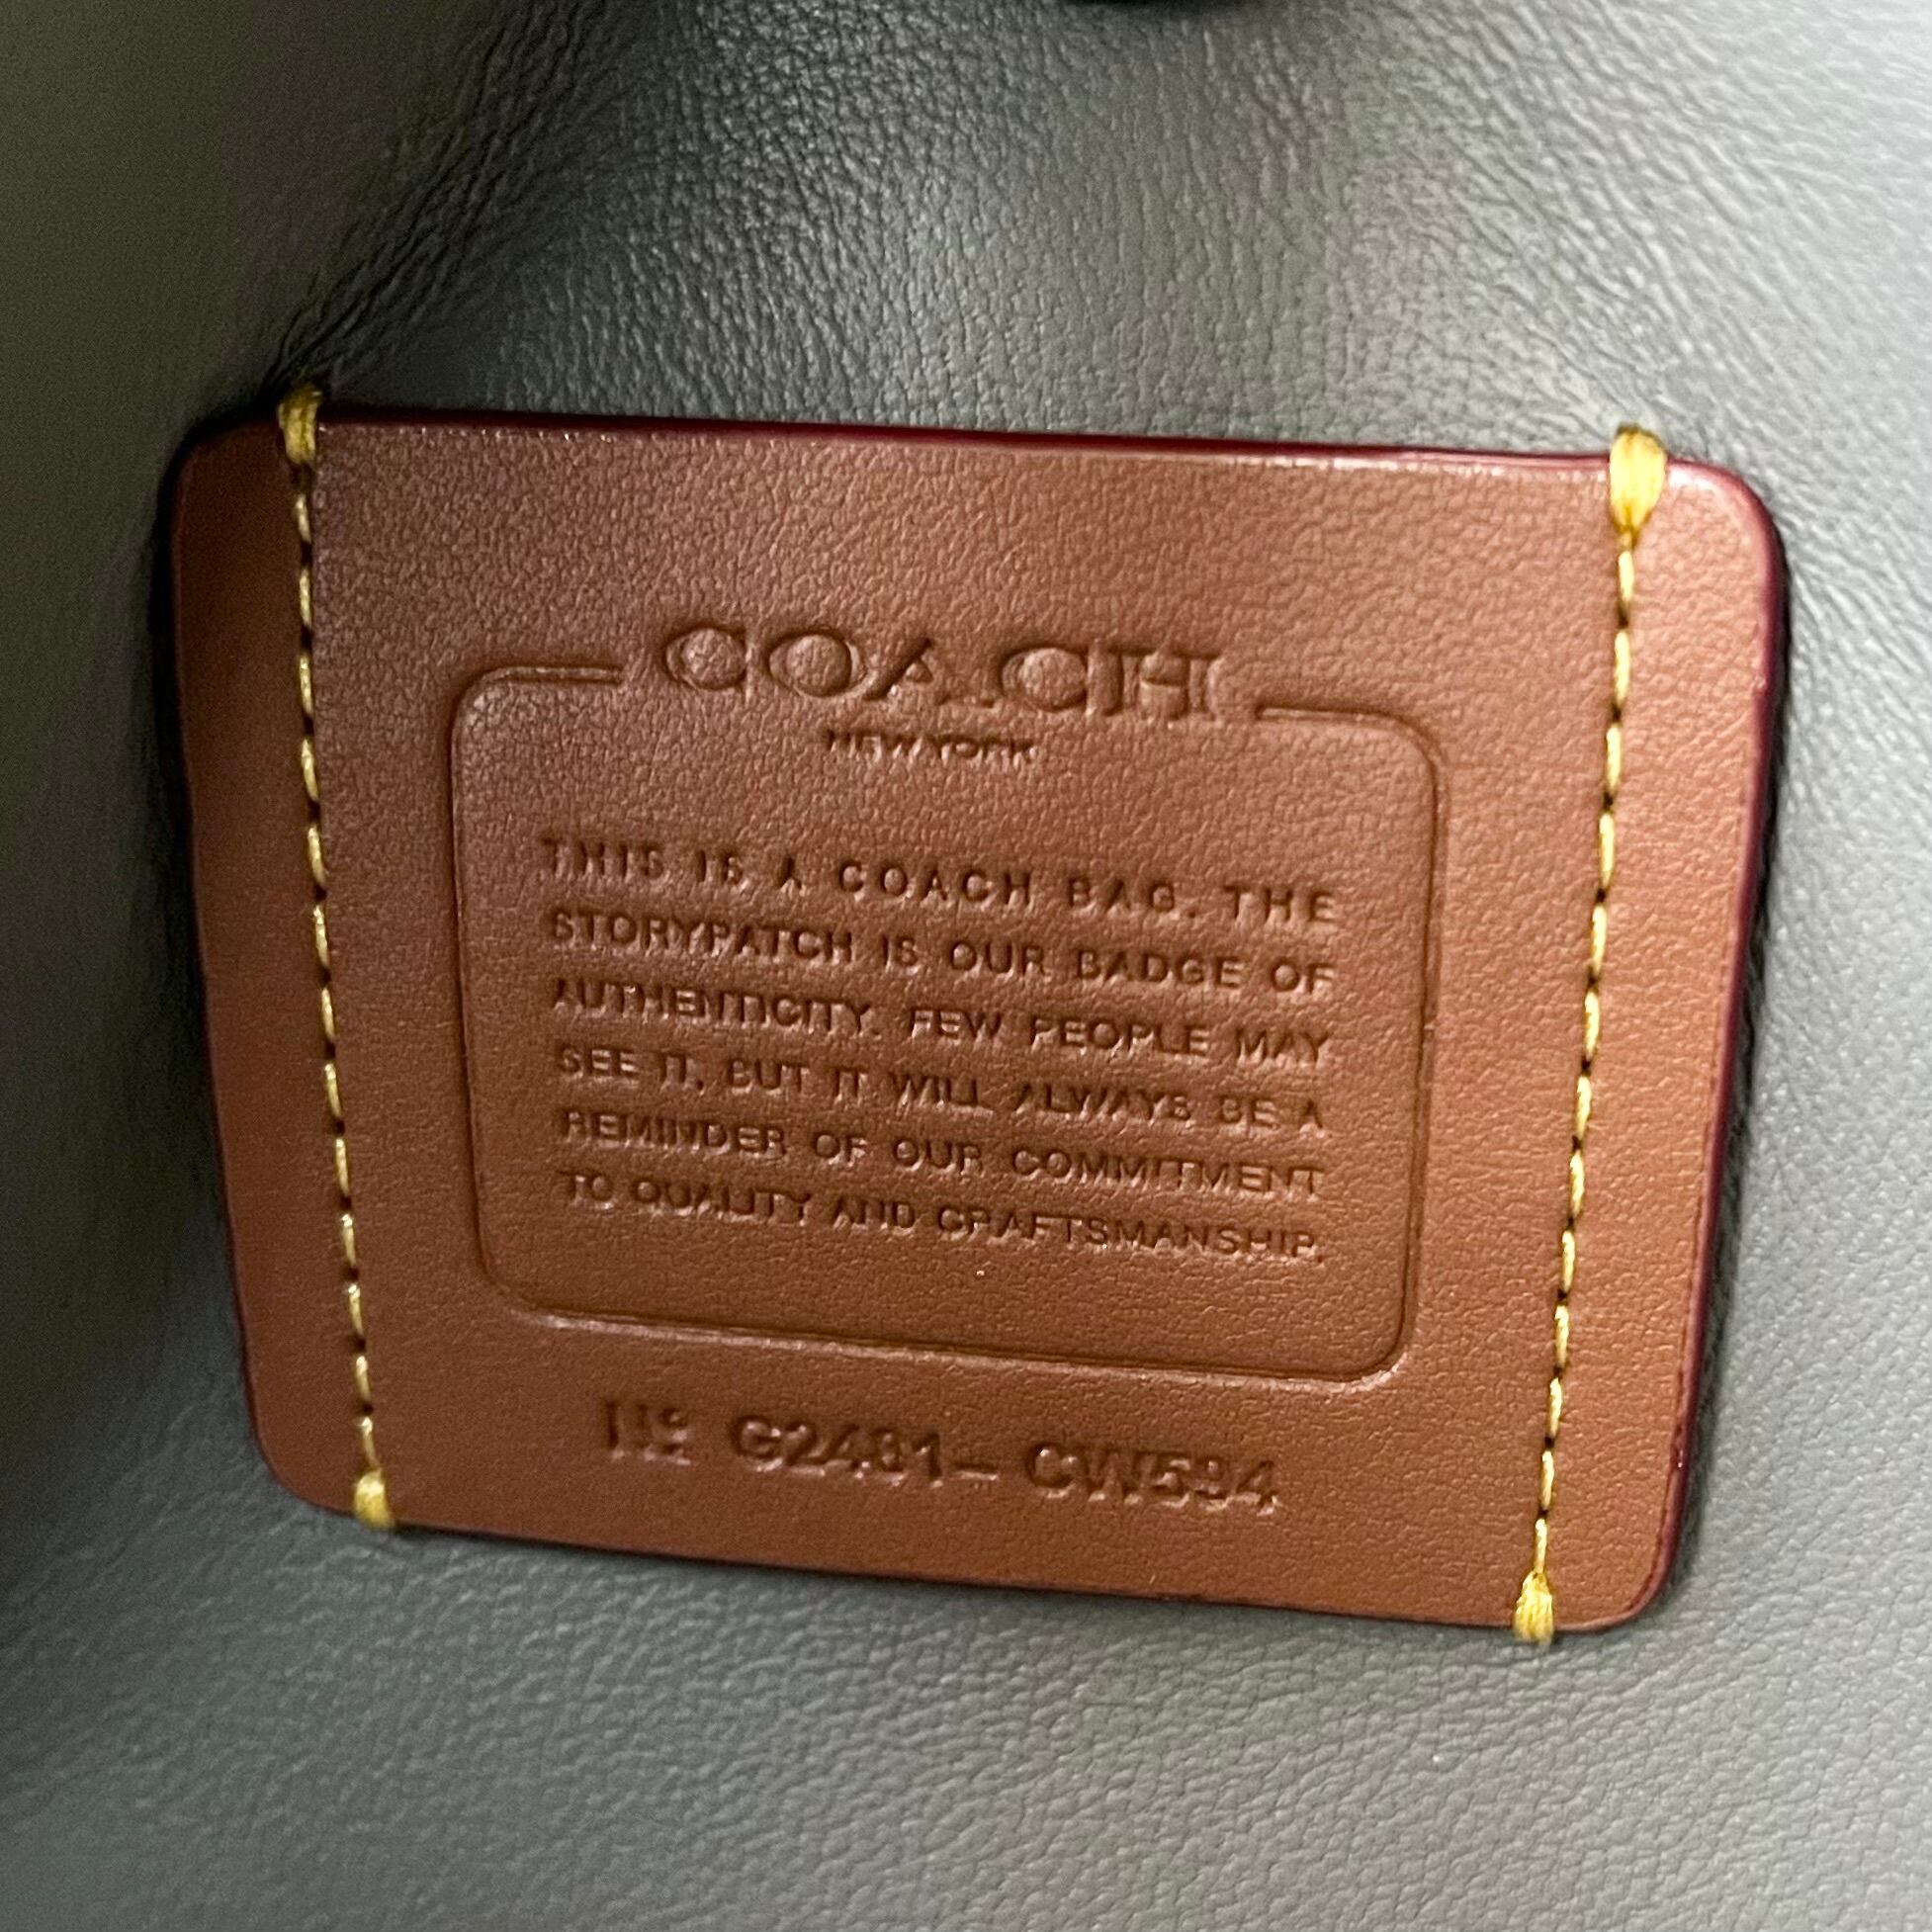 COACH
NEW YORK
THIS IS A COACH BAG. THE
STORYPATCH IS OUR BADGE OF
AUTHENTICITY. FEW PEOPLE MAY
SEE IT, BUT IT WILL ALWAYS BE A
REMINDER OF OUR COMMITMENT
TO QUALITY AND CRAFTSMANSHIP.
Nº G2481-CW594